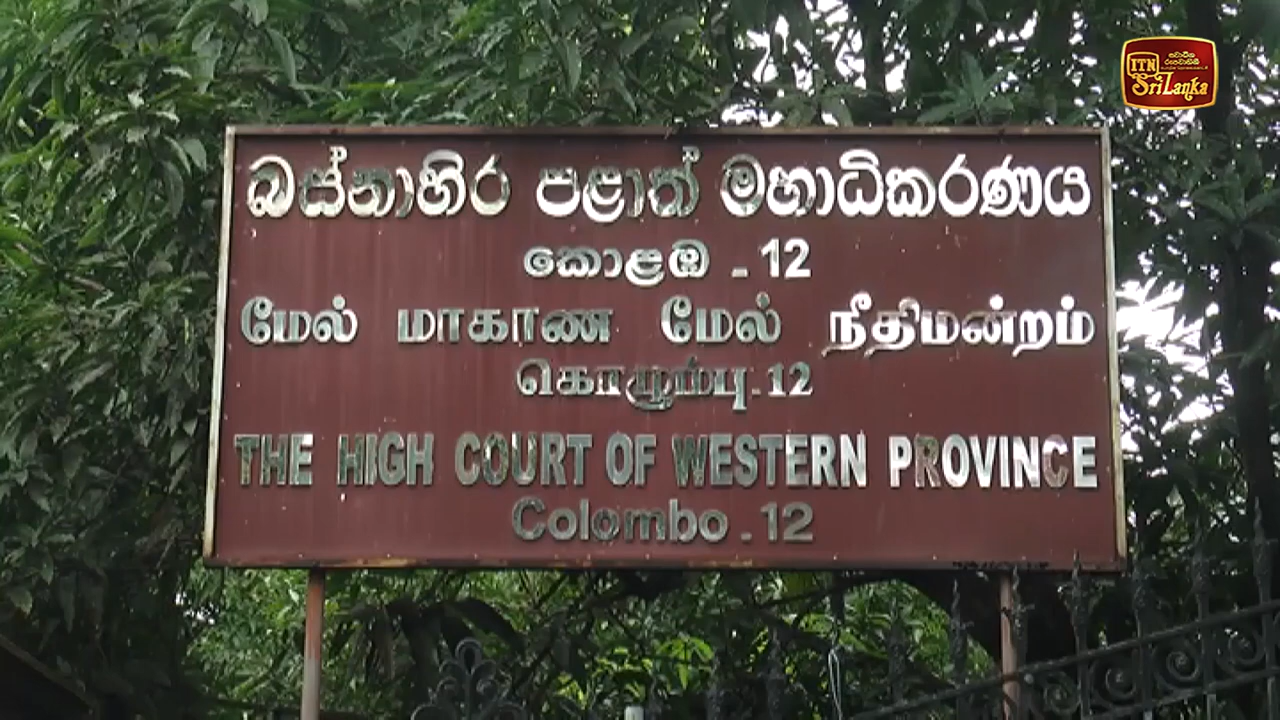 බස්නාහිර පළාත් මහාධිකරණය
කොළඹ - 12
மேல் மாகாண மேல் நீதிமன்றம்
கொழும்பு.12
THE HIGH COURT OF WESTERN PROVINCE
Colombo . 12
ITN
Sri Lanka